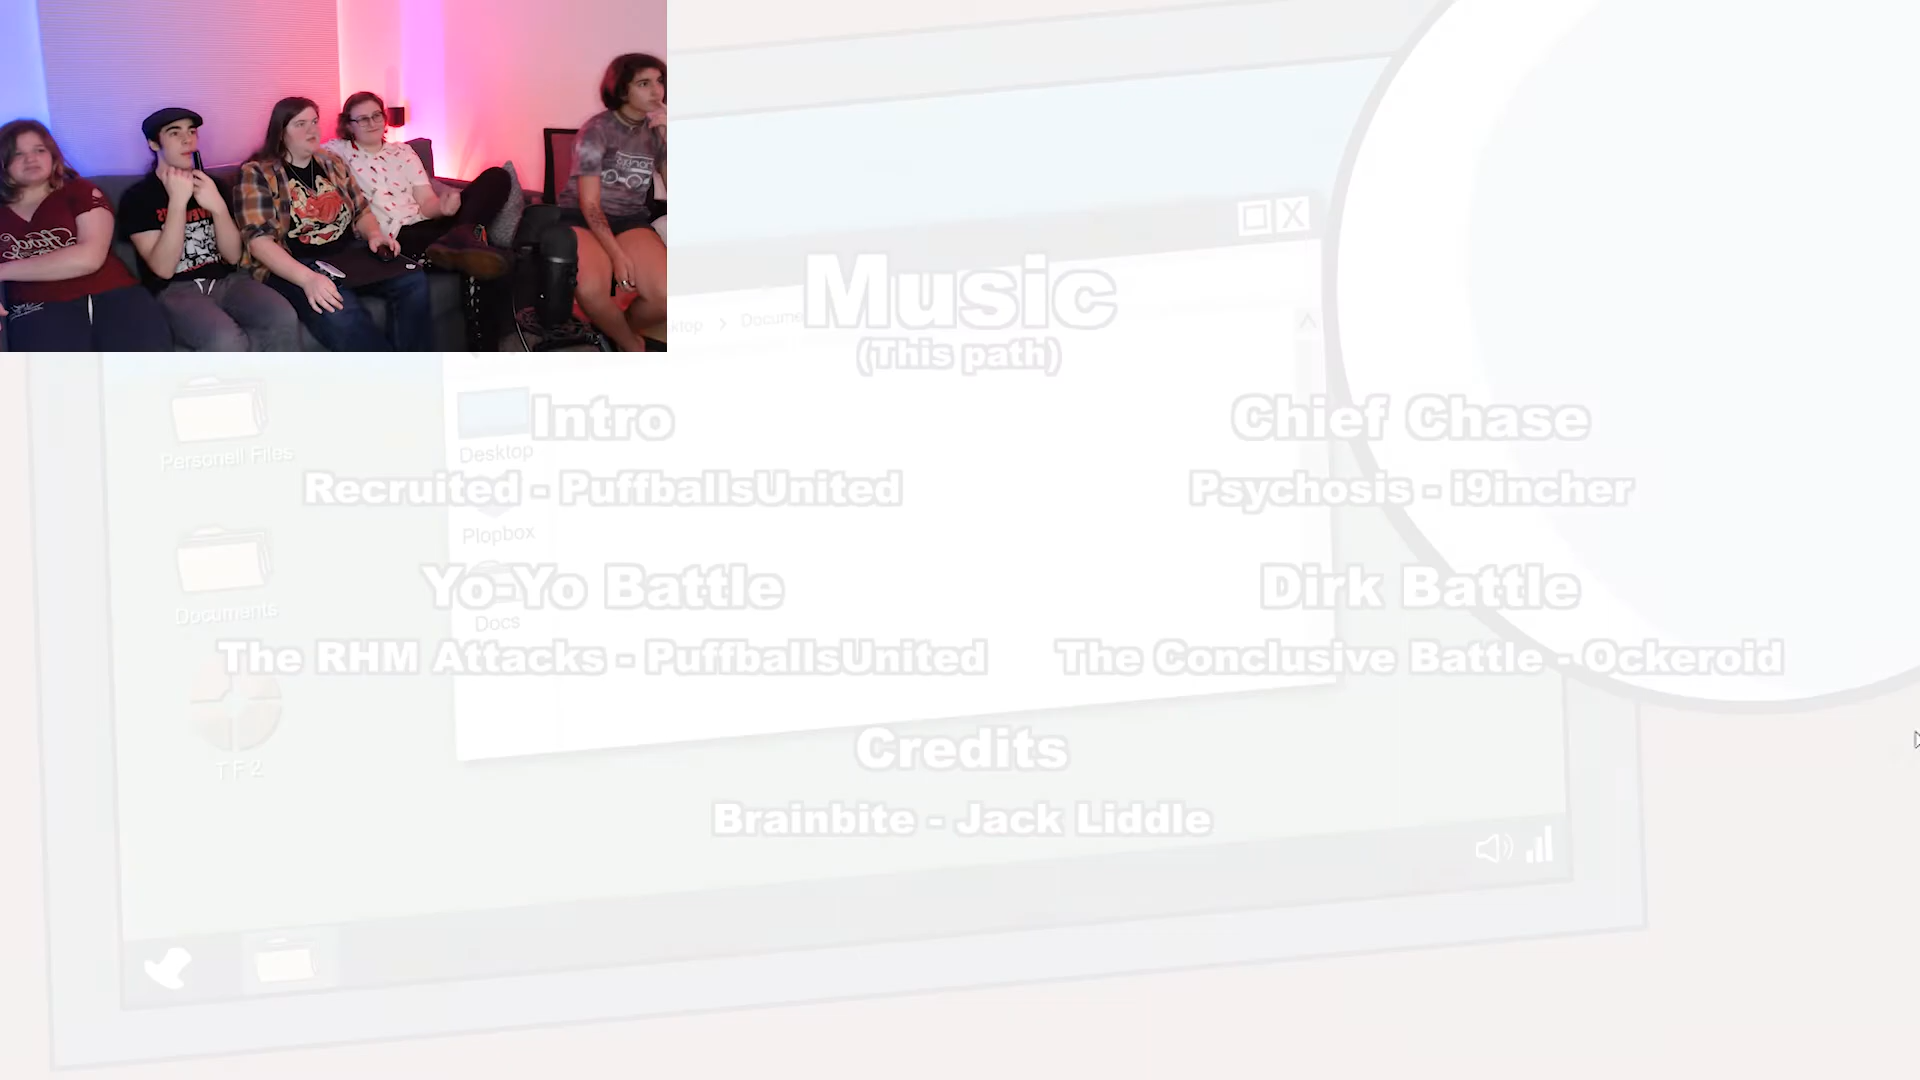 Music
(This path)
Docume
Intro
Chief Chase
Recruited - PuffballsUnited
Psychosis - i9incher
Personell Files
Desktop
Plopbox
Yo-Yo Battle
Dirk Battle
Documents
Docs
The RHM Attacks - PuffballsUnited
The Conclusive Battle - Ockeroid
TF2
Credits
Brainbite - Jack Liddle